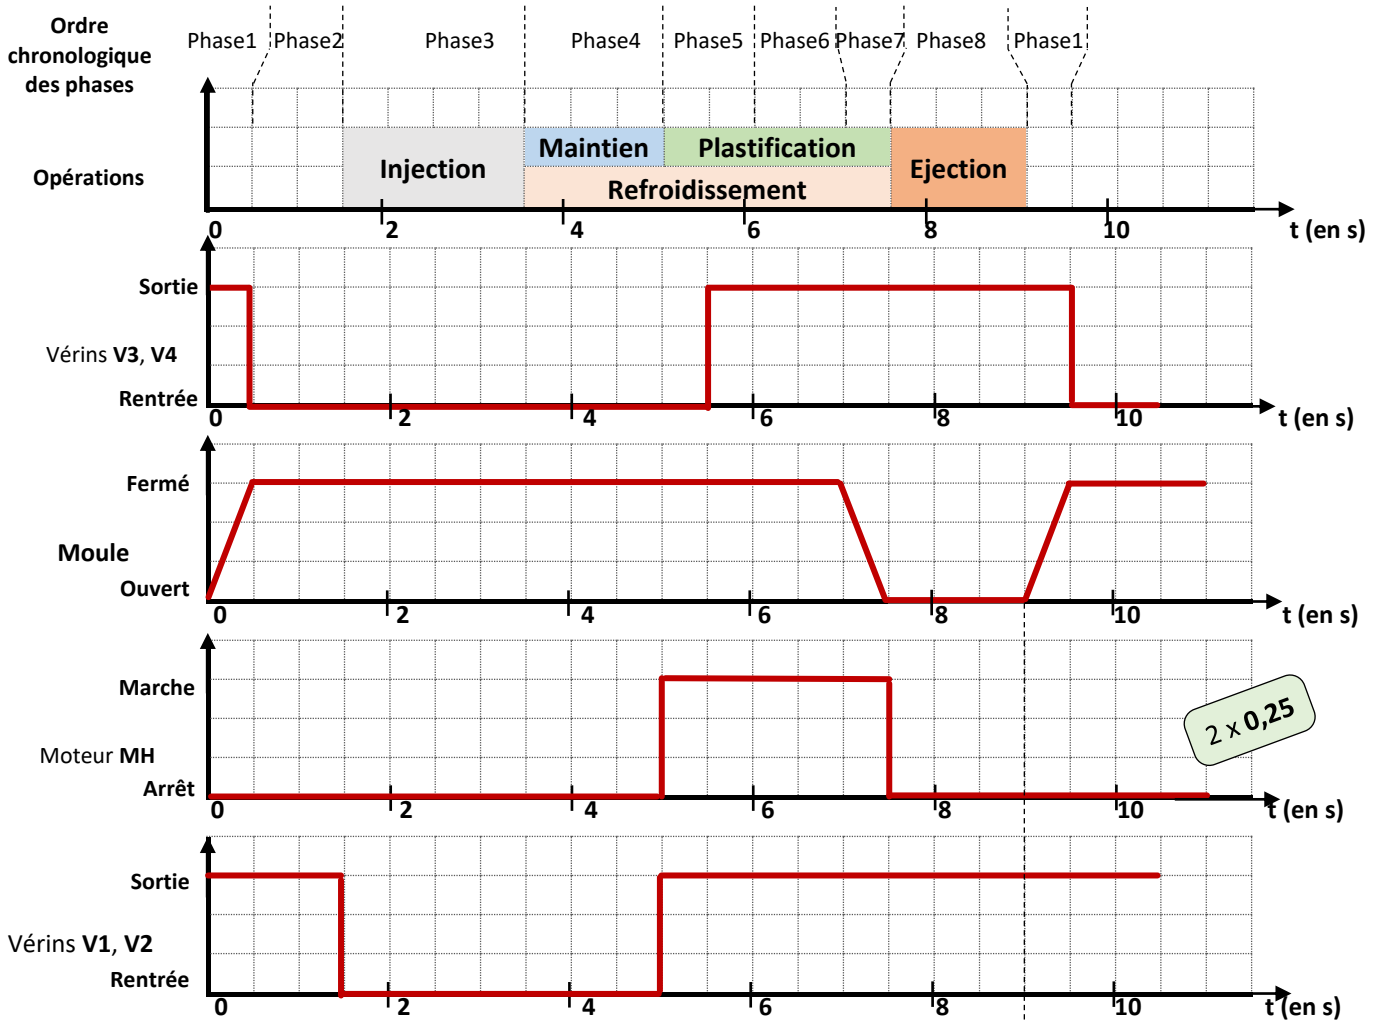 Ordre
chronologique
des phases
Phase1 Phase2 Phase3 Phase4 Phase5 Phase6 Phase7 Phase8 Phase1
Opérations
Injection
Maintien
Plastification
Refroidissement
Ejection
0 2 4 6 8 10
t (en s)
Sortie
Vérins V3, V4
Rentrée
0 2 4 6 8 10
t (en s)
Fermé
Moule
Ouvert
0 2 4 6 8 10
t (en s)
Marche
Moteur MH
Arrêt
2 x 0,25
0 2 4 6 8 10
t (en s)
Sortie
Vérins V1, V2
Rentrée
0 2 4 6 8 10
t (en s)